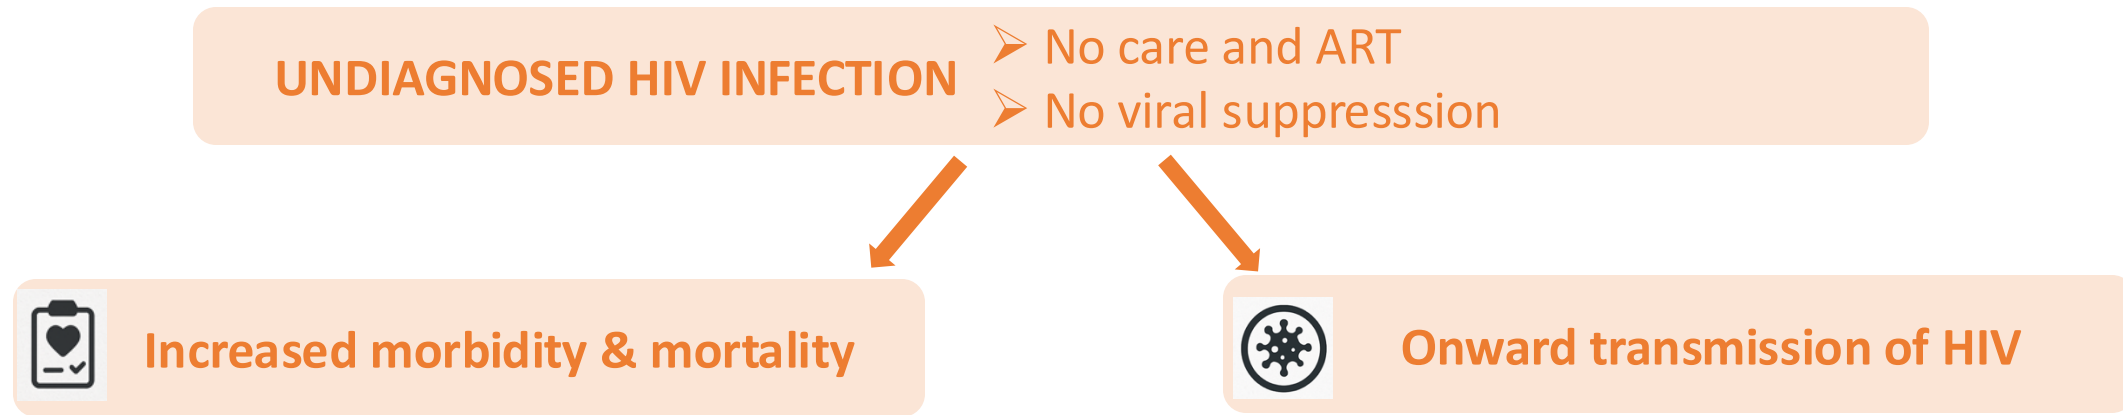 UNDIAGNOSED HIV INFECTION
No care and ART
No viral suppresssion
Increased morbidity & mortality
Onward transmission of HIV